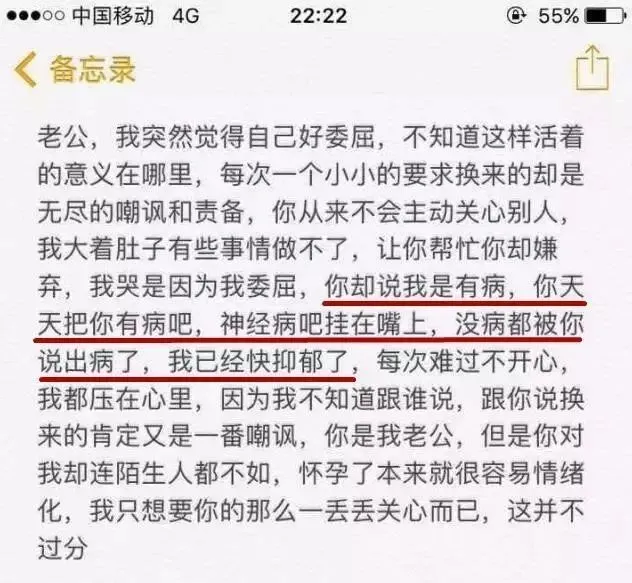 中国移动 4G 22:22 55%
备忘录
老公，我突然觉得自己好委屈，不知道这样活着
的意义在哪里，每次一个小小的要求换来的却是
无尽的嘲讽和责备，你从来不会主动关心别人，
我大着肚子有些事情做不了，让你帮忙你却嫌
弃，我哭是因为我委屈，你却说我是有病，你天
天把你有病吧，神经病吧挂在嘴上，没病都被你
说出病了，我已经快抑郁了，每次难过不开心，
我都压在心里，因为我不知道跟谁说，跟你说换
来的肯定又是一番嘲讽，你是我老公，但是你对
我却连陌生人都不如，怀孕了本来就很容易情绪
化，我只想要你的那么一丢丢关心而已，这并不
过分